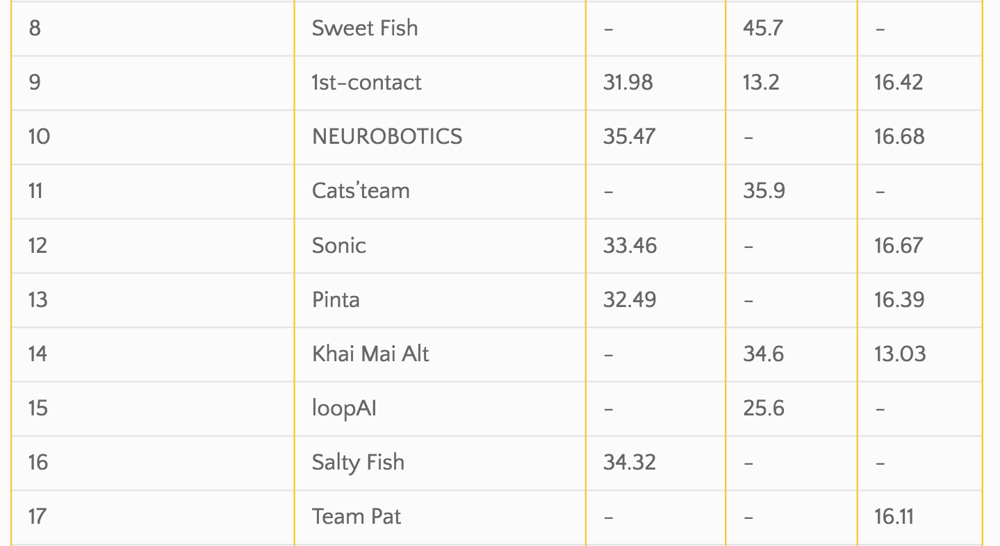 8 Sweet Fish – 45.7 –
9 1st-contact 31.98 13.2 16.42
10 NEUROBOTICS 35.47 – 16.68
11 Cats’team – 35.9 –
12 Sonic 33.46 – 16.67
13 Pinta 32.49 – 16.39
14 Khai Mai Alt – 34.6 13.03
15 loopAI – 25.6 –
16 Salty Fish 34.32 – –
17 Team Pat – – 16.11